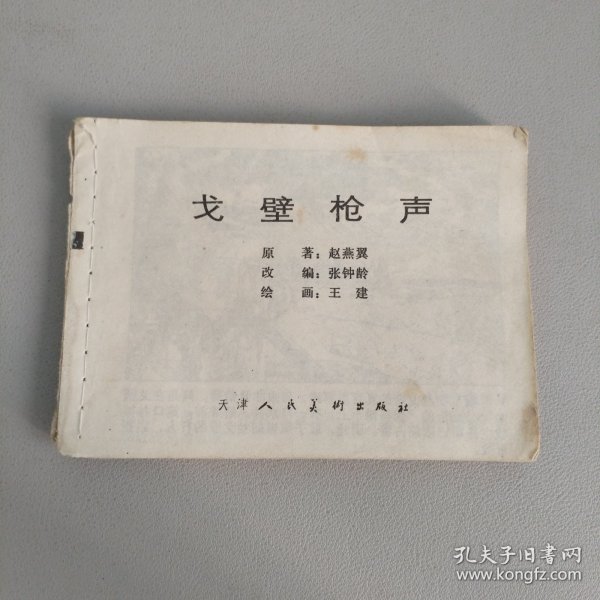 戈壁枪声
原著：赵燕翼
改编：张钟龄
绘画：王建
天津人民美術出版社
孔夫子旧书网
www.kongfz.com